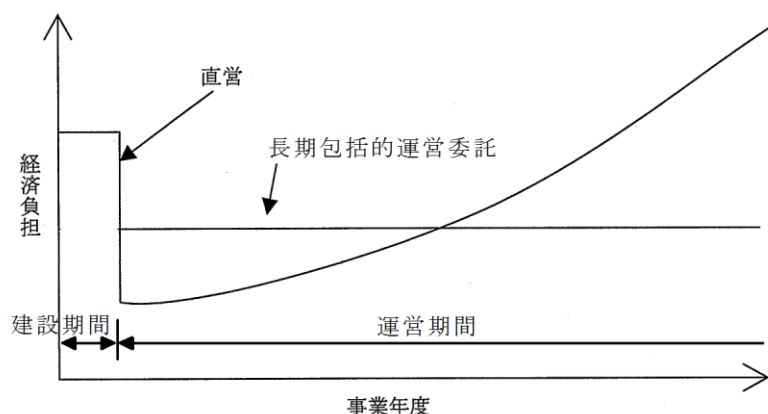 直営
長期包括的運営委託
経済負担
建設期間
運営期間
事業年度